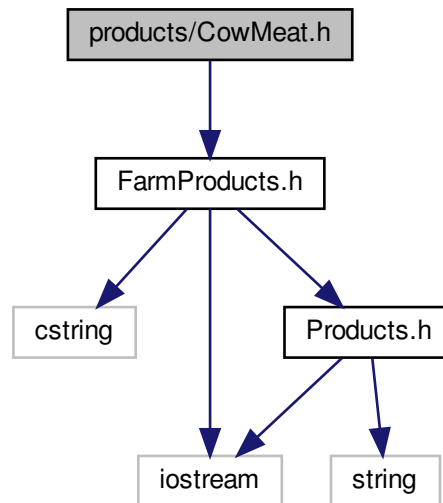 products/CowMeat.h
FarmProducts.h
cstring
Products.h
iostream
string